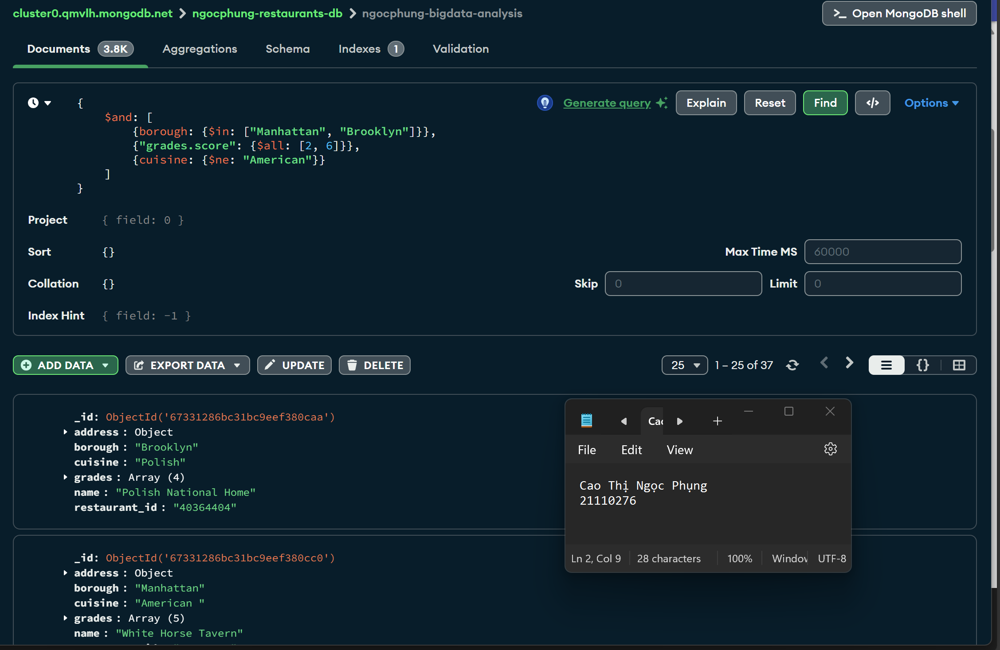 cluster0.qmvlh.mongodb.net > ngocphung-restaurants-db > ngocphung-bigdata-analysis
>_ Open MongoDB shell
Documents 3.8K Aggregations Schema Indexes 1 Validation
{
$and: [
{borough: {$in: ["Manhattan", "Brooklyn"]}},
{"grades.score": {$all: [2, 6]}},
{cuisine: {$ne: "American"}}
]
}
Generate query Explain Reset Find </> Options
Project { field: 0 }
Sort {}
Max Time MS 60000
Collation {}
Skip 0 Limit 0
Index Hint { field: -1 }
ADD DATA EXPORT DATA UPDATE DELETE
25 1 – 25 of 37 {}
_id: ObjectId('67331286bc31bc9eef380caa')
address : Object
borough : "Brooklyn"
cuisine : "Polish"
grades : Array (4)
name : "Polish National Home"
restaurant_id : "40364404"
_id: ObjectId('67331286bc31bc9eef380cc0')
address : Object
borough : "Manhattan"
cuisine : "American "
grades : Array (5)
name : "White Horse Tavern"
Cao
File Edit View
Cao Thị Ngọc Phụng
21110276
Ln 2, Col 9 28 characters 100% Window UTF-8